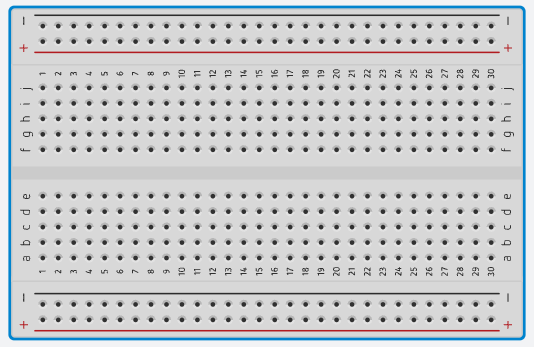 − −
+ +
1 2 3 4 5 6 7 8 9 10 11 12 13 14 15 16 17 18 19 20 21 22 23 24 25 26 27 28 29 30
j j
i i
h h
g g
f f
e e
d d
c c
b b
a a
1 2 3 4 5 6 7 8 9 10 11 12 13 14 15 16 17 18 19 20 21 22 23 24 25 26 27 28 29 30
− −
+ +